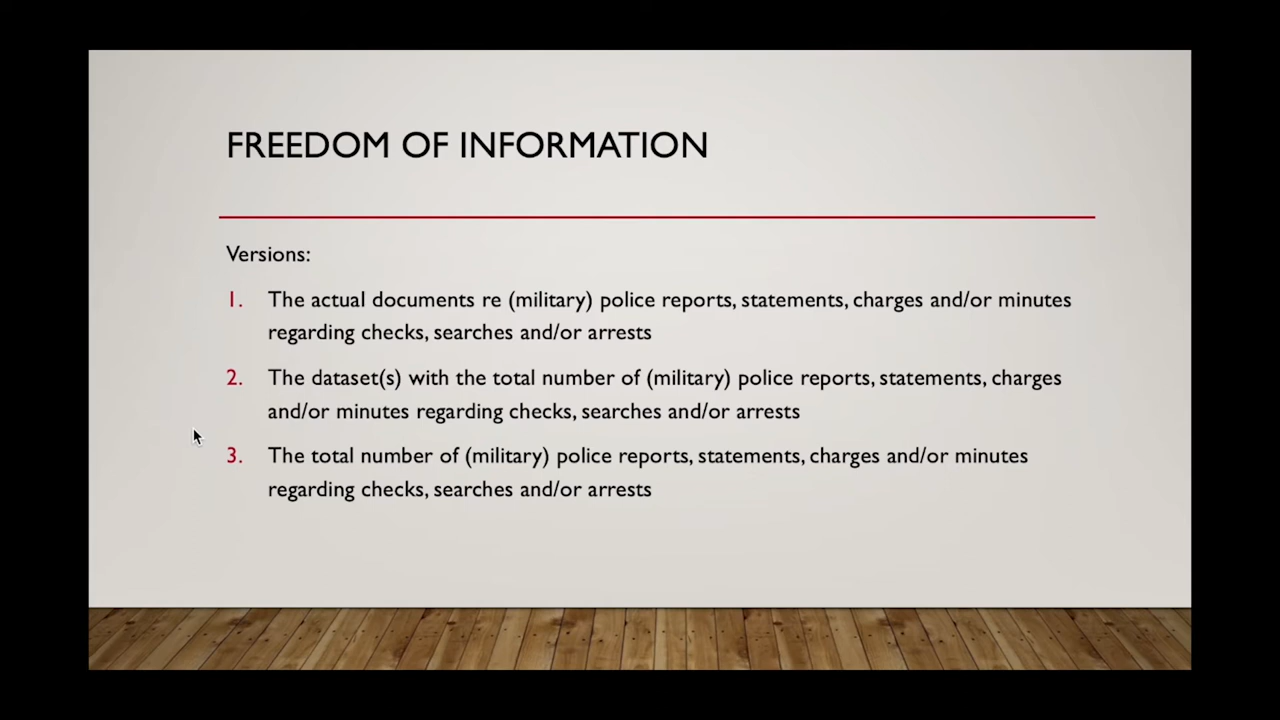 FREEDOM OF INFORMATION
Versions:
1. The actual documents re (military) police reports, statements, charges and/or minutes
regarding checks, searches and/or arrests
2. The dataset(s) with the total number of (military) police reports, statements, charges
and/or minutes regarding checks, searches and/or arrests
3. The total number of (military) police reports, statements, charges and/or minutes
regarding checks, searches and/or arrests